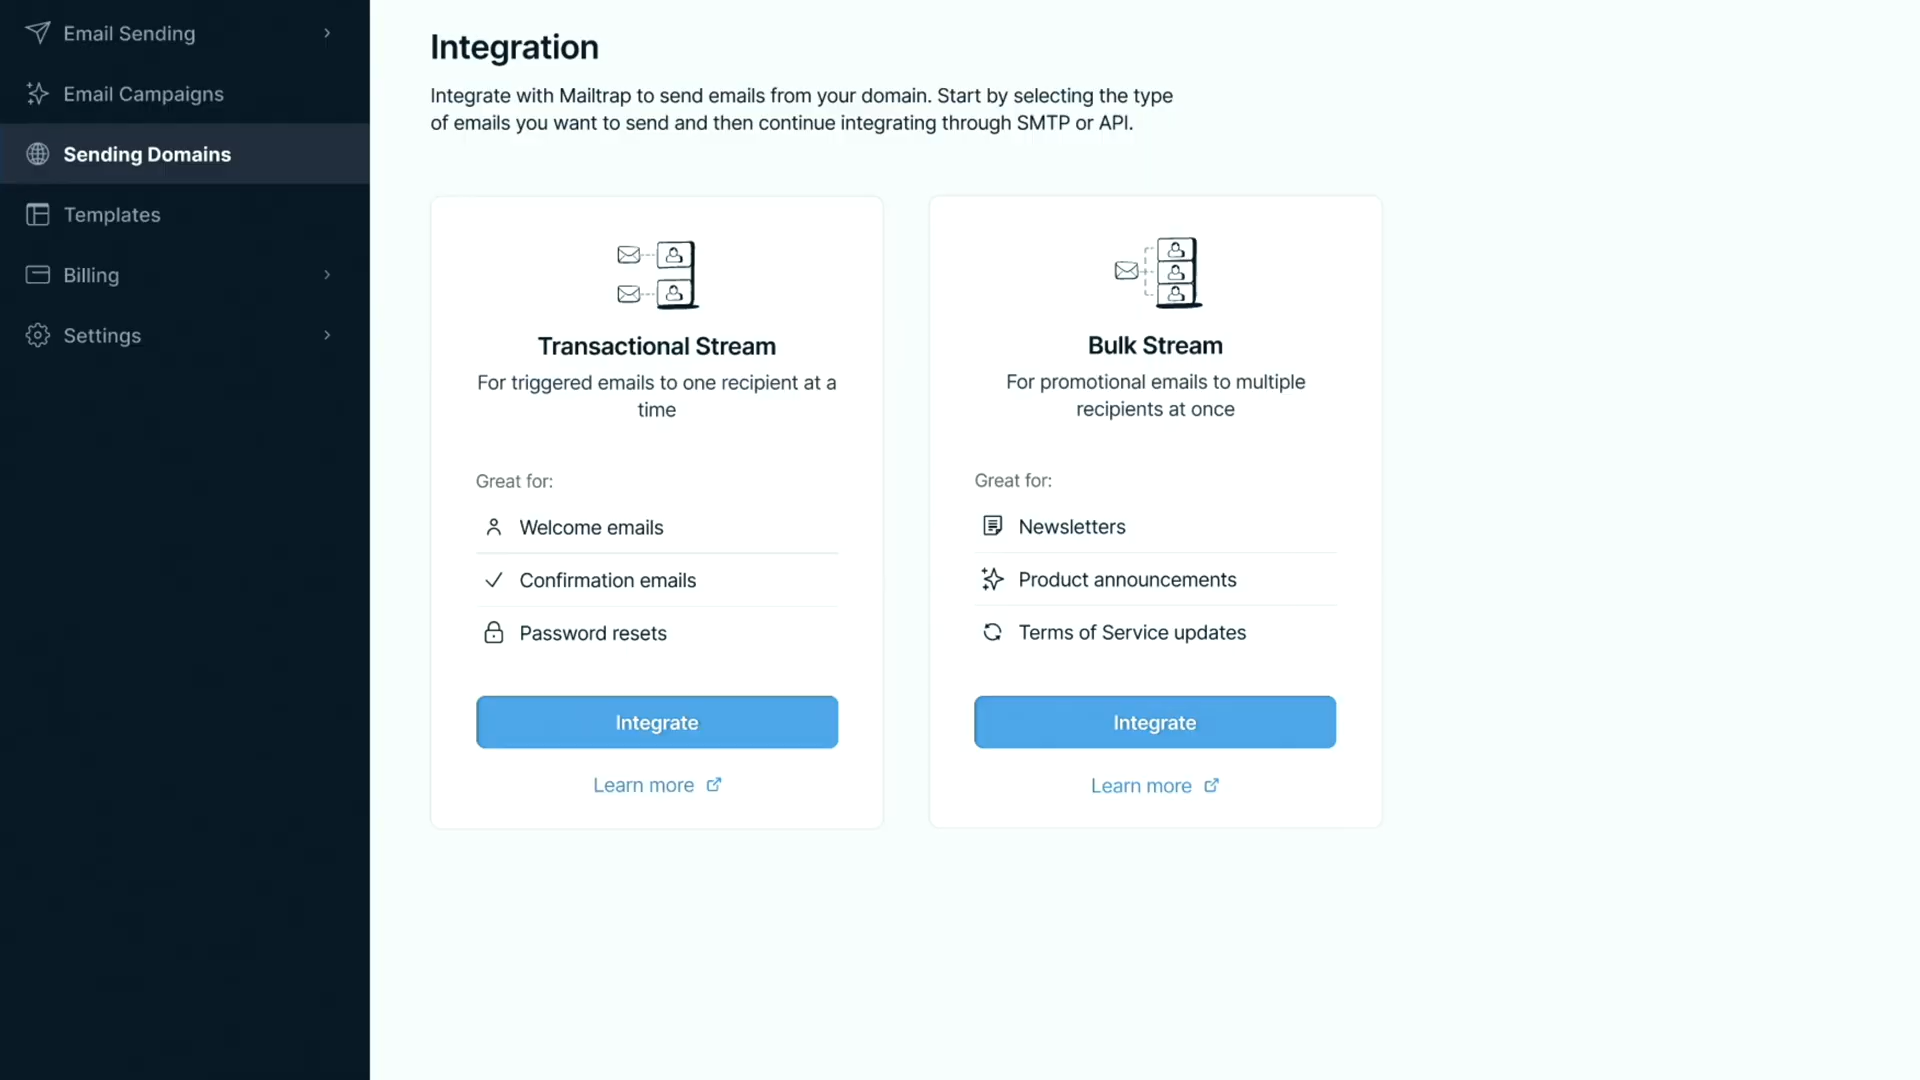 Email Sending
Email Campaigns
Sending Domains
Templates
Billing
Settings
Integration
Integrate with Mailtrap to send emails from your domain. Start by selecting the type
of emails you want to send and then continue integrating through SMTP or API.
Transactional Stream
For triggered emails to one recipient at a
time
Great for:
Welcome emails
Confirmation emails
Password resets
Integrate
Learn more
Bulk Stream
For promotional emails to multiple
recipients at once
Great for:
Newsletters
Product announcements
Terms of Service updates
Integrate
Learn more